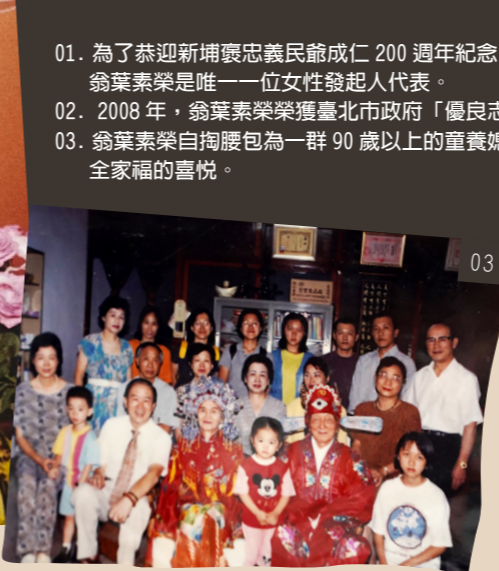 01. 為了恭迎新埔褒忠義民爺成仁 200 週年紀念
翁葉素榮是唯一一位女性發起人代表。
02. 2008 年，翁葉素榮榮獲臺北市政府「優良志
03. 翁葉素榮自掏腰包為一群 90 歲以上的童養媳
全家福的喜悦。
03